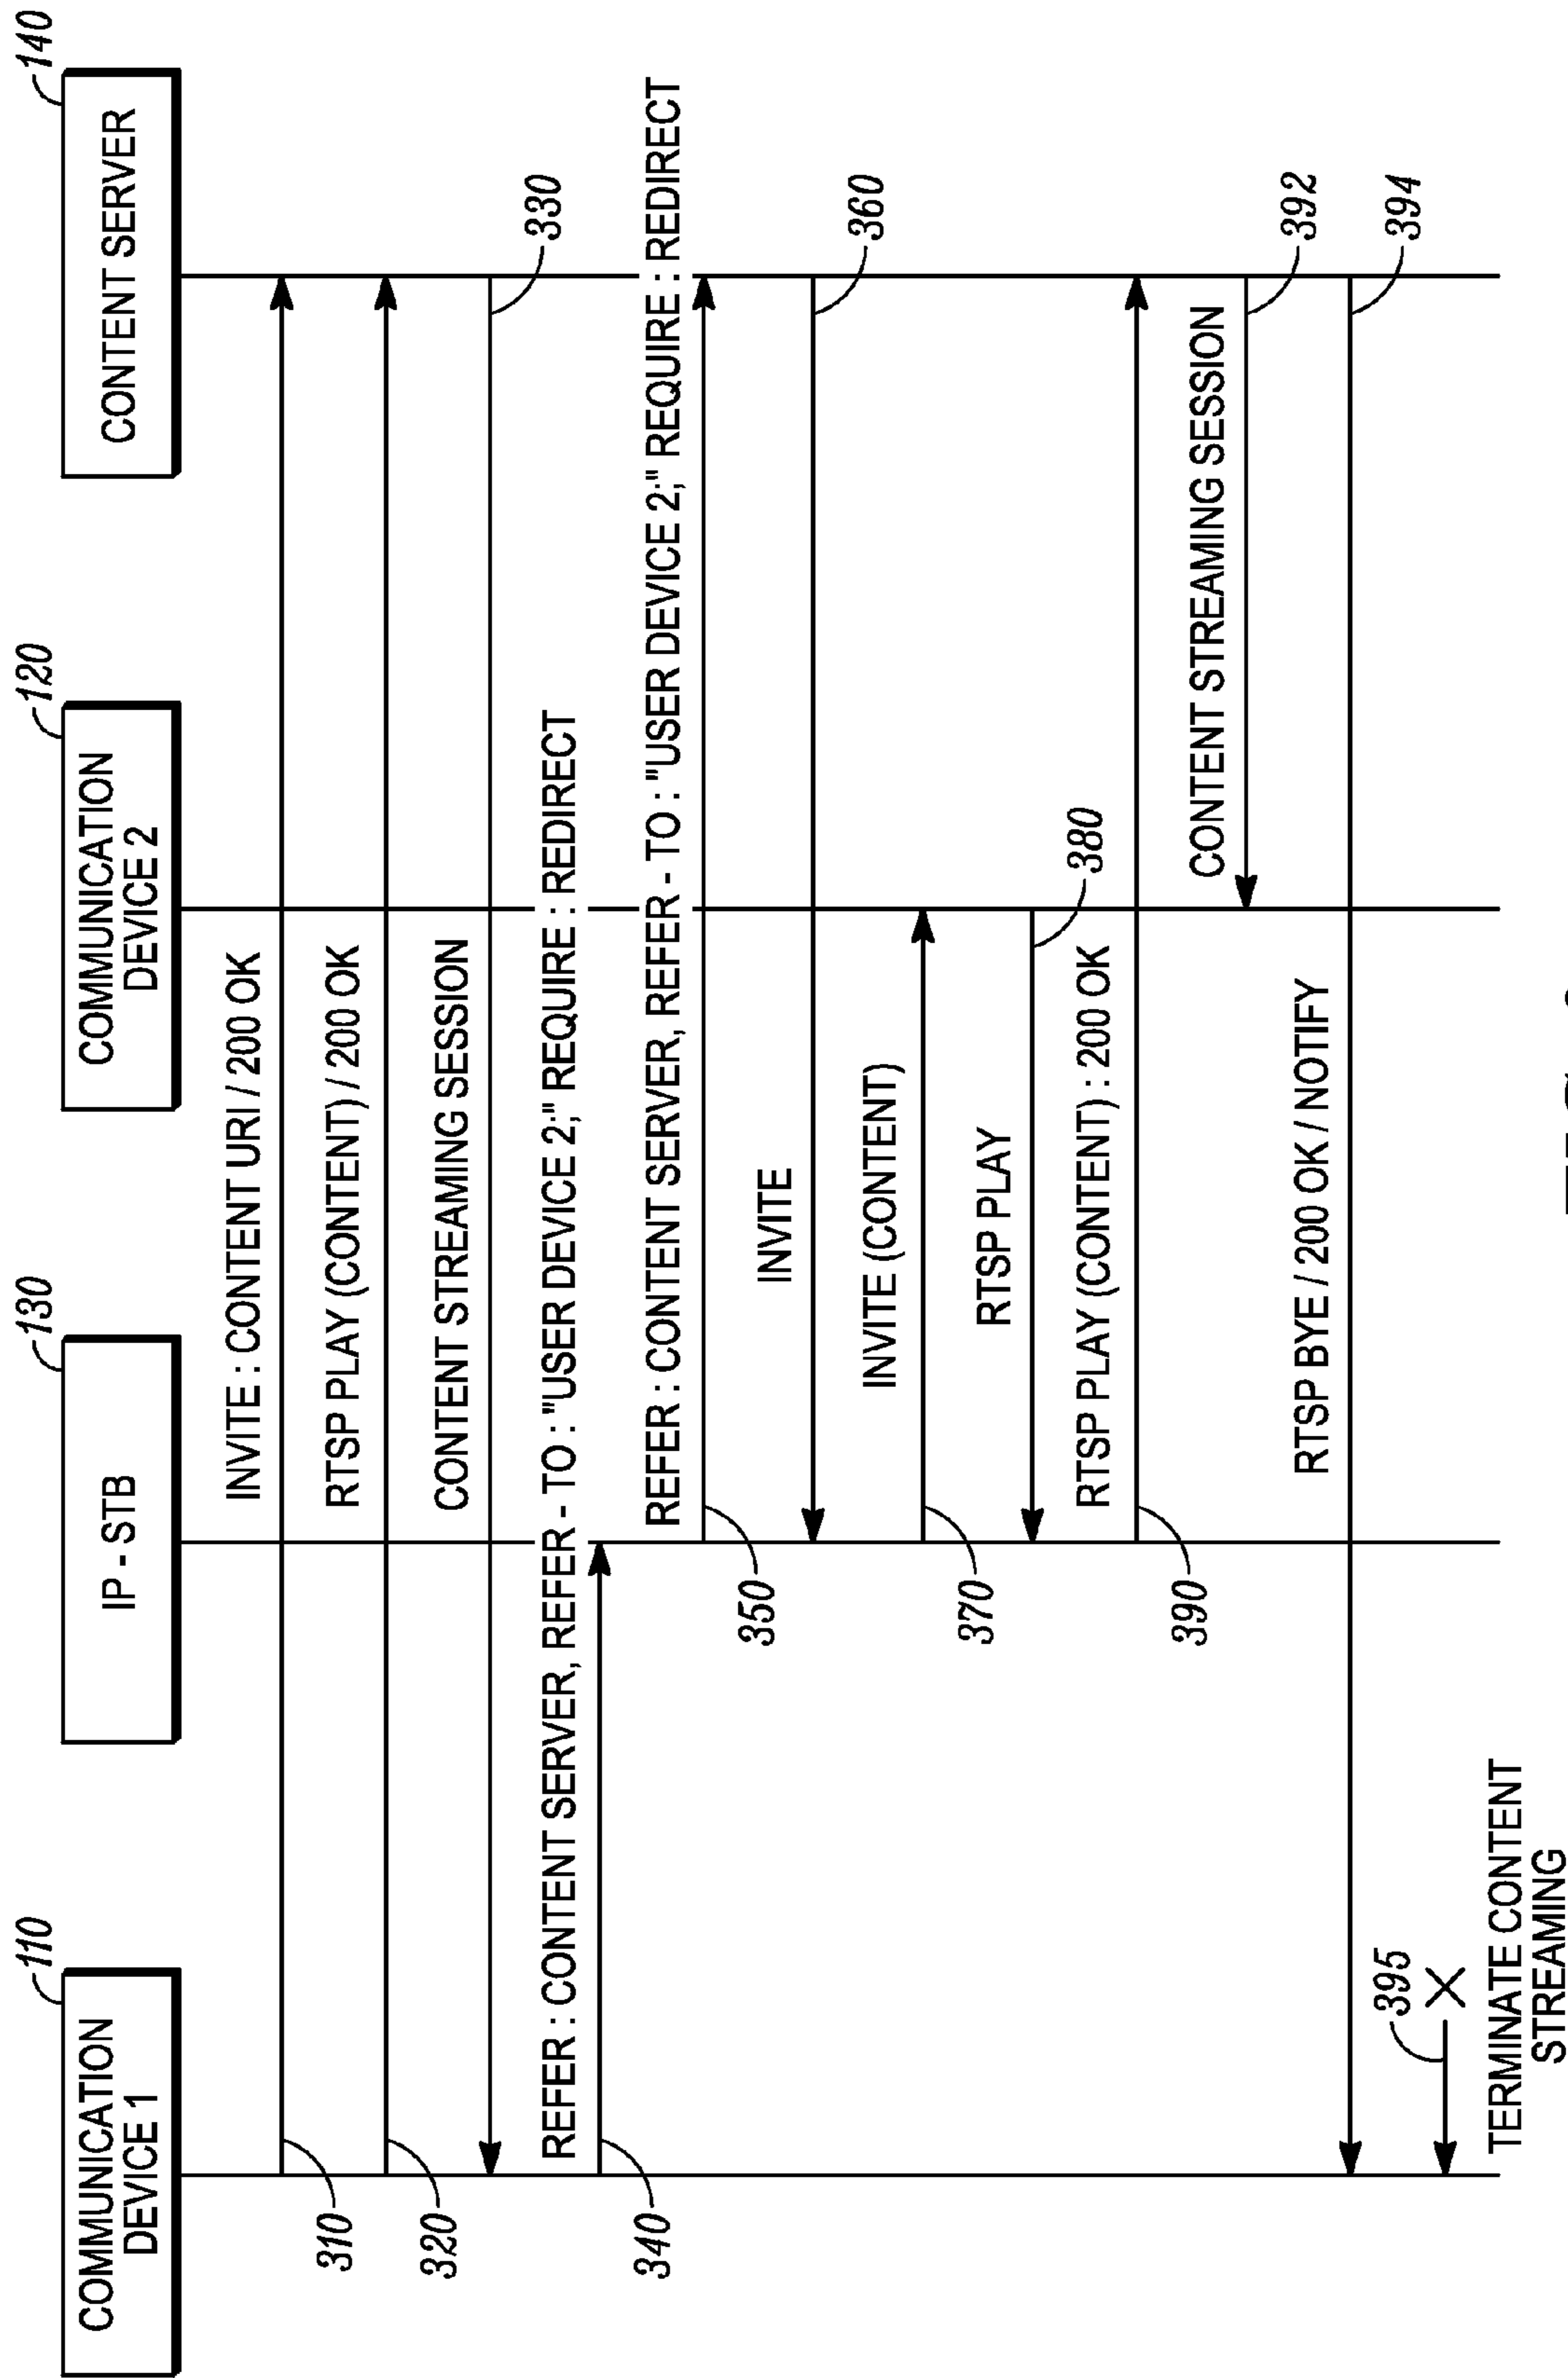 110
COMMUNICATION
DEVICE 1
130
IP - STB
120
COMMUNICATION
DEVICE 2
140
CONTENT SERVER
INVITE : CONTENT URI / 200 OK
310
RTSP PLAY (CONTENT) / 200 OK
320
CONTENT STREAMING SESSION
330
REFER : CONTENT SERVER, REFER - TO : "USER DEVICE 2;" REQUIRE : REDIRECT
340
REFER : CONTENT SERVER, REFER - TO : "USER DEVICE 2;" REQUIRE : REDIRECT
350
INVITE
360
INVITE (CONTENT)
370
RTSP PLAY
380
RTSP PLAY (CONTENT) : 200 OK
390
CONTENT STREAMING SESSION
392
RTSP BYE / 200 OK / NOTIFY
394
395
X
TERMINATE CONTENT
STREAMING